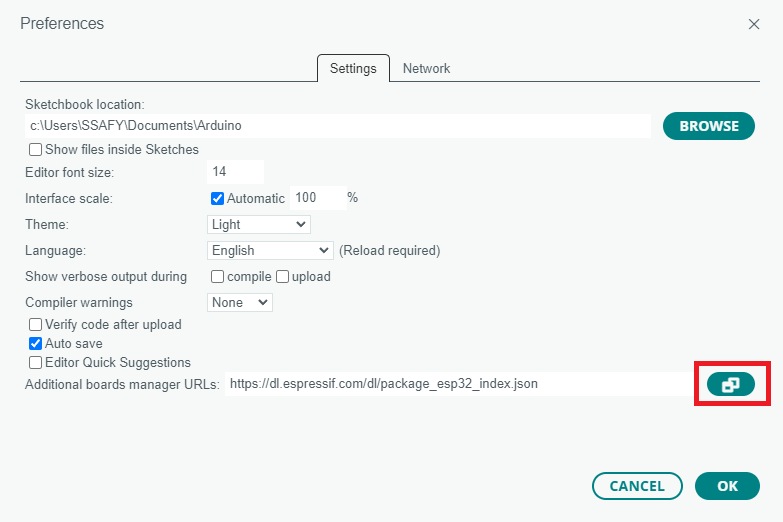 Preferences
Settings Network
Sketchbook location:
c:\Users\SSAFY\Documents\Arduino BROWSE
Show files inside Sketches
Editor font size: 14
Interface scale: Automatic 100 %
Theme: Light
Language: English (Reload required)
Show verbose output during compile upload
Compiler warnings None
Verify code after upload
Auto save
Editor Quick Suggestions
Additional boards manager URLs: https://dl.espressif.com/dl/package_esp32_index.json
CANCEL OK